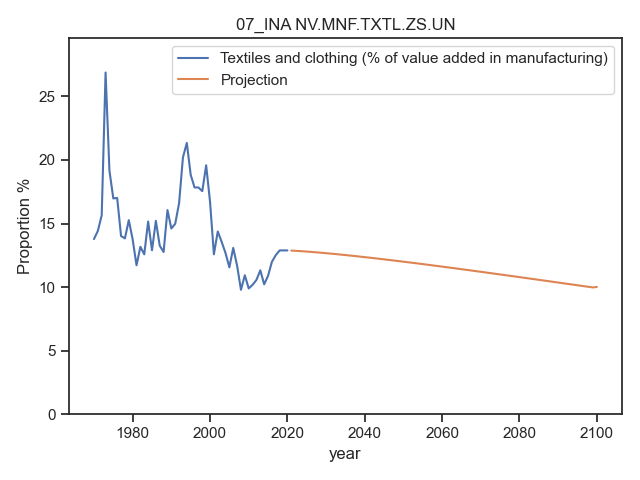 07_INA NV.MNF.TXTL.ZS.UN
Textiles and clothing (% of value added in manufacturing)
Projection
Proportion %
25
20
15
10
5
0
1980
2000
2020
2040
2060
2080
2100
year